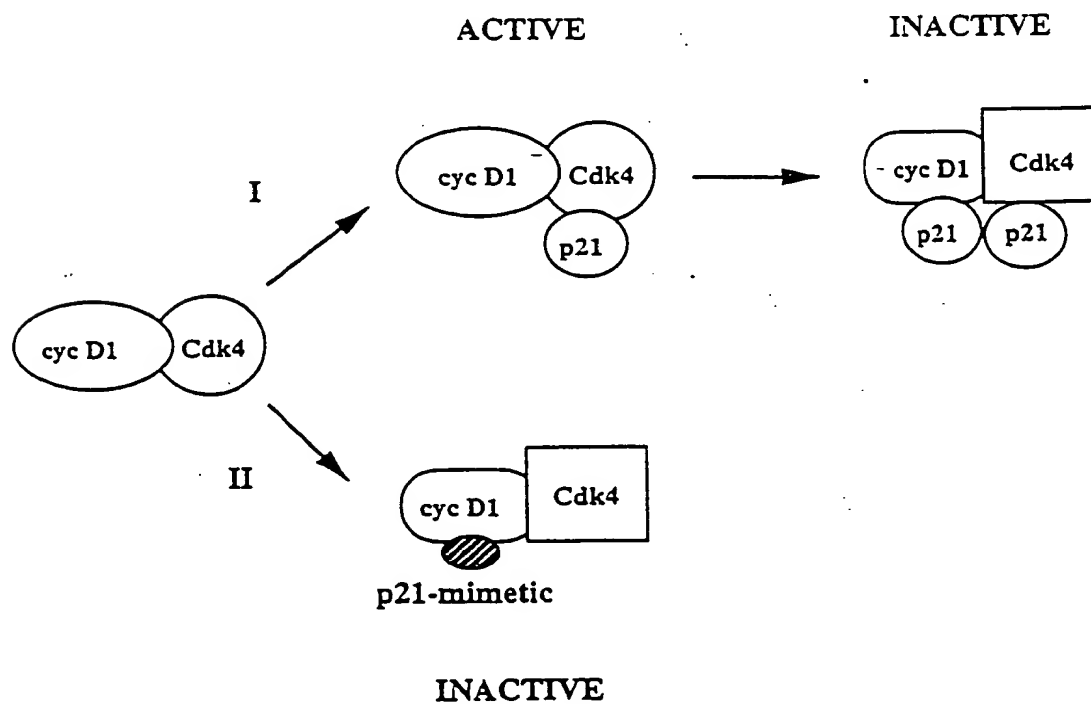 ACTIVE
INACTIVE
I
cyc D1
Cdk4
p21
cyc D1
Cdk4
p21
p21
cyc D1
Cdk4
II
cyc D1
Cdk4
p21-mimetic
INACTIVE